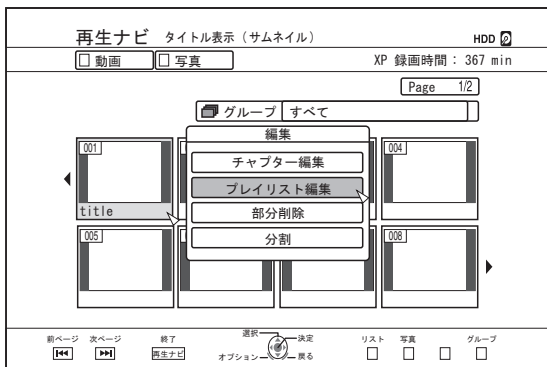 再生ナビ タイトル表示（サムネイル） HDD
動画 写真 XP 録画時間： 367 min
Page 1/2
グループ すべて
編集
チャプター編集
プレイリスト編集
部分削除
分割
001 004
title
005 008
前ページ 次ページ 終了 選択 決定 リスト 写真 グループ
再生ナビ オプション 戻る